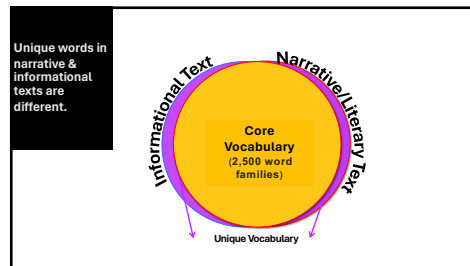 Unique words in
narrative &
informational
texts are
different.
Informational Text
Narrative/Literary Text
Core
Vocabulary
(2,500 word
families)
Unique Vocabulary